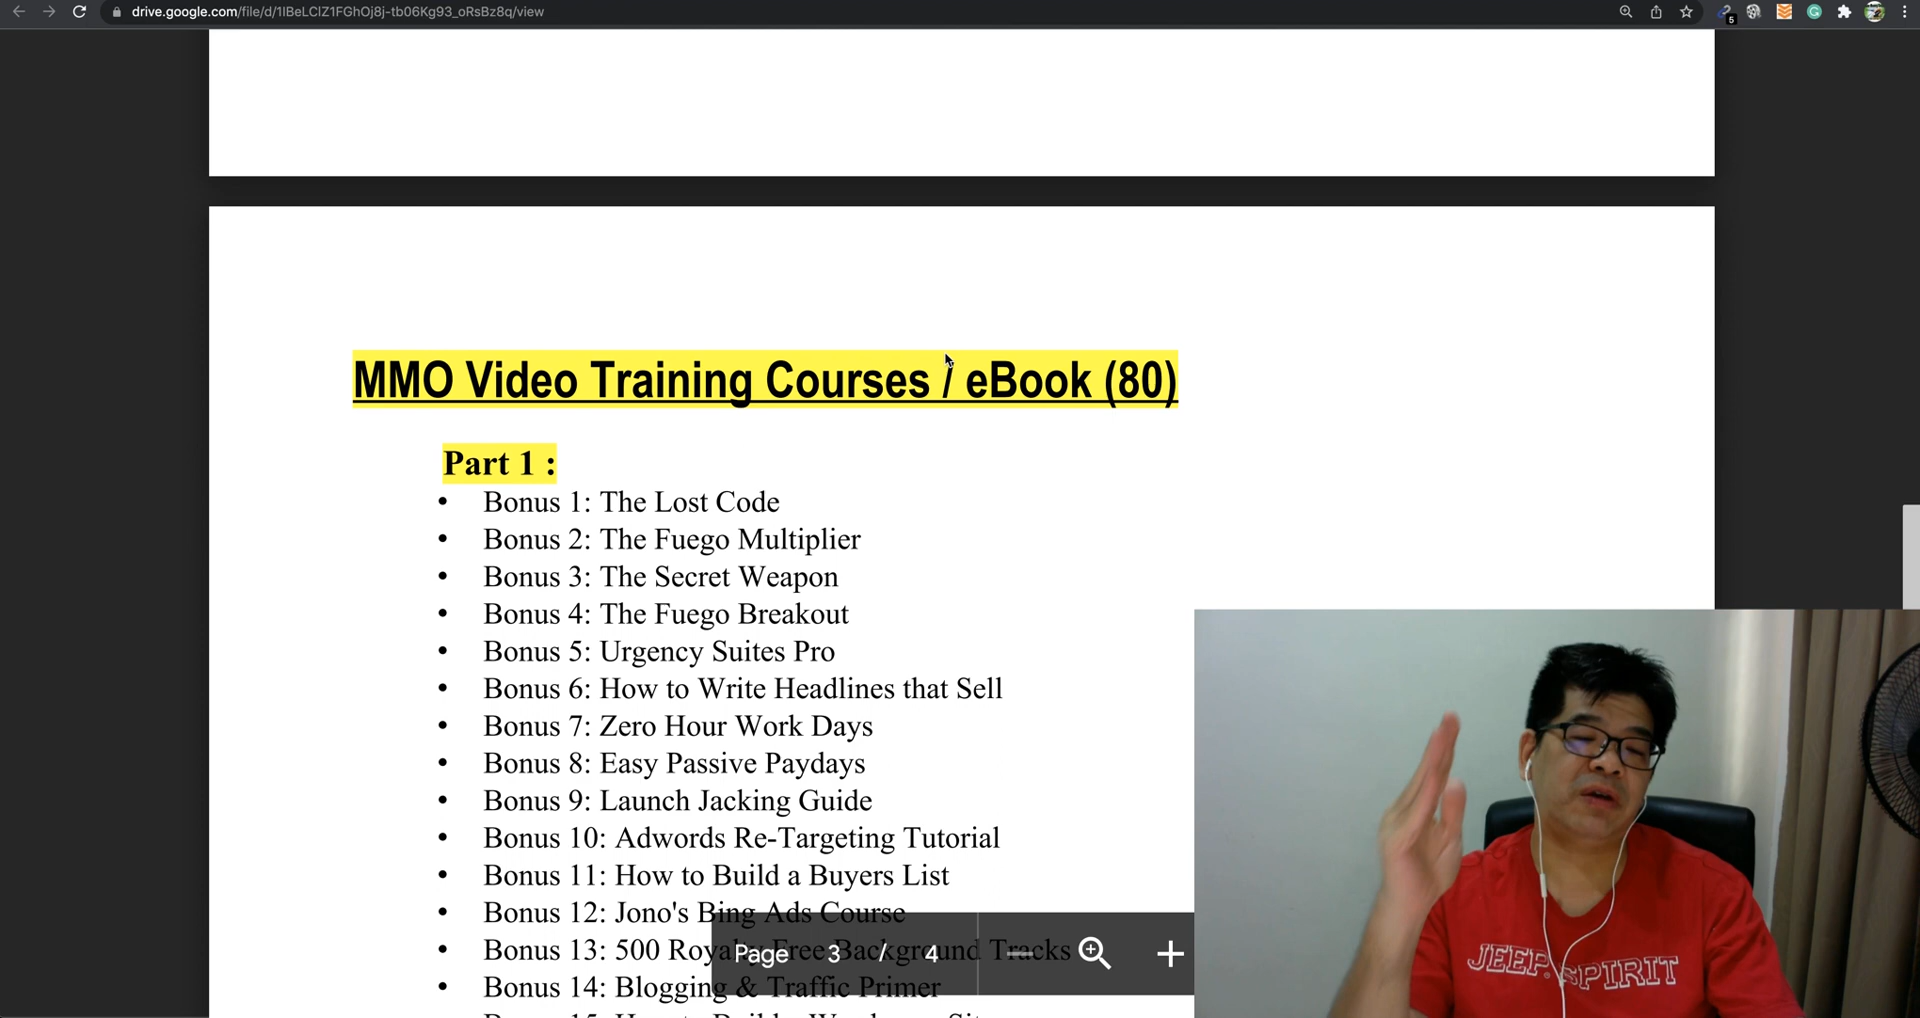 drive.google.com/file/d/1IBeLClZ1FGhOj8j-tb06Kg93_oRsBz8q/view
5
MMO Video Training Courses / eBook (80)
Part 1 :
• Bonus 1: The Lost Code
• Bonus 2: The Fuego Multiplier
• Bonus 3: The Secret Weapon
• Bonus 4: The Fuego Breakout
• Bonus 5: Urgency Suites Pro
• Bonus 6: How to Write Headlines that Sell
• Bonus 7: Zero Hour Work Days
• Bonus 8: Easy Passive Paydays
• Bonus 9: Launch Jacking Guide
• Bonus 10: Adwords Re-Targeting Tutorial
• Bonus 11: How to Build a Buyers List
• Bonus 12: Jono's Bing Ads Course
• Bonus 13: 500 Royalty Free Background Tracks
• Bonus 14: Blogging & Traffic Primer
Page 3 / 4
JEEP SPIRIT